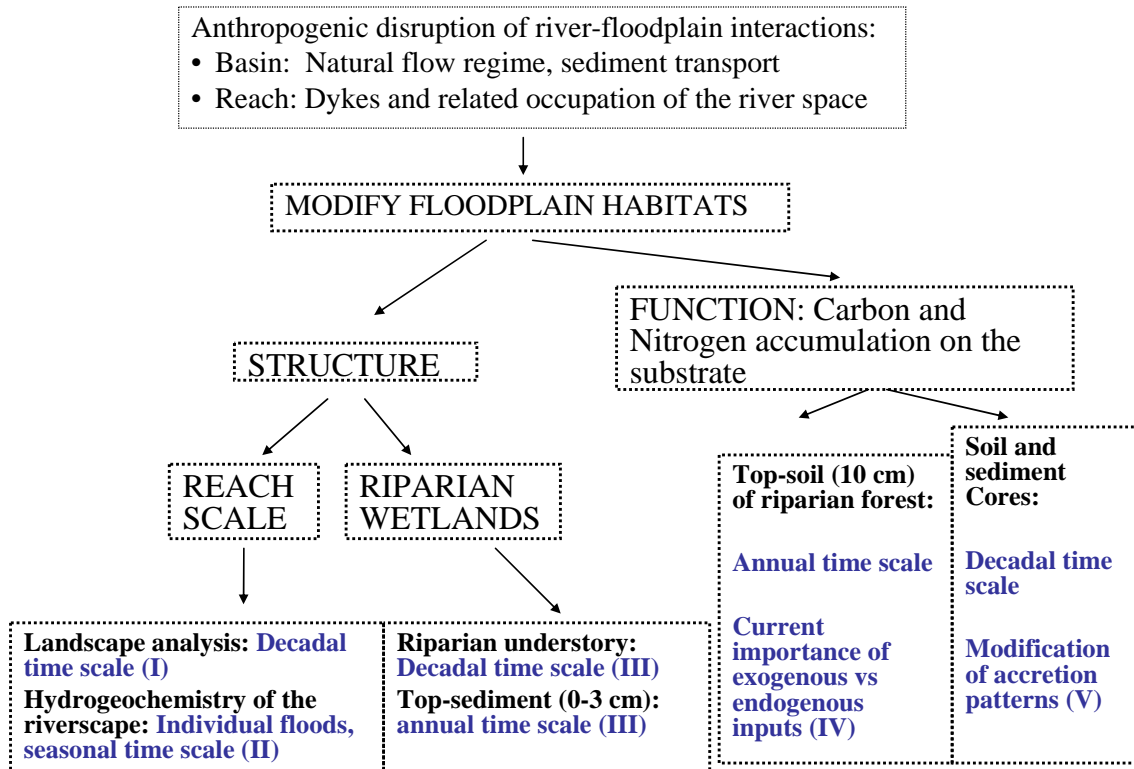 Anthropogenic disruption of river-floodplain interactions:
• Basin: Natural flow regime, sediment transport
• Reach: Dykes and related occupation of the river space
MODIFY FLOODPLAIN HABITATS
STRUCTURE
FUNCTION: Carbon and
Nitrogen accumulation on the
substrate
REACH
SCALE
RIPARIAN
WETLANDS
Landscape analysis: Decadal
time scale (I)
Hydrogeochemistry of the
riverscape: Individual floods,
seasonal time scale (II)
Riparian understory:
Decadal time scale (III)
Top-sediment (0-3 cm):
annual time scale (III)
Top-soil (10 cm)
of riparian forest:
Annual time scale
Current
importance of
exogenous vs
endogenous
inputs (IV)
Soil and
sediment
Cores:
Decadal time
scale
Modification
of accretion
patterns (V)